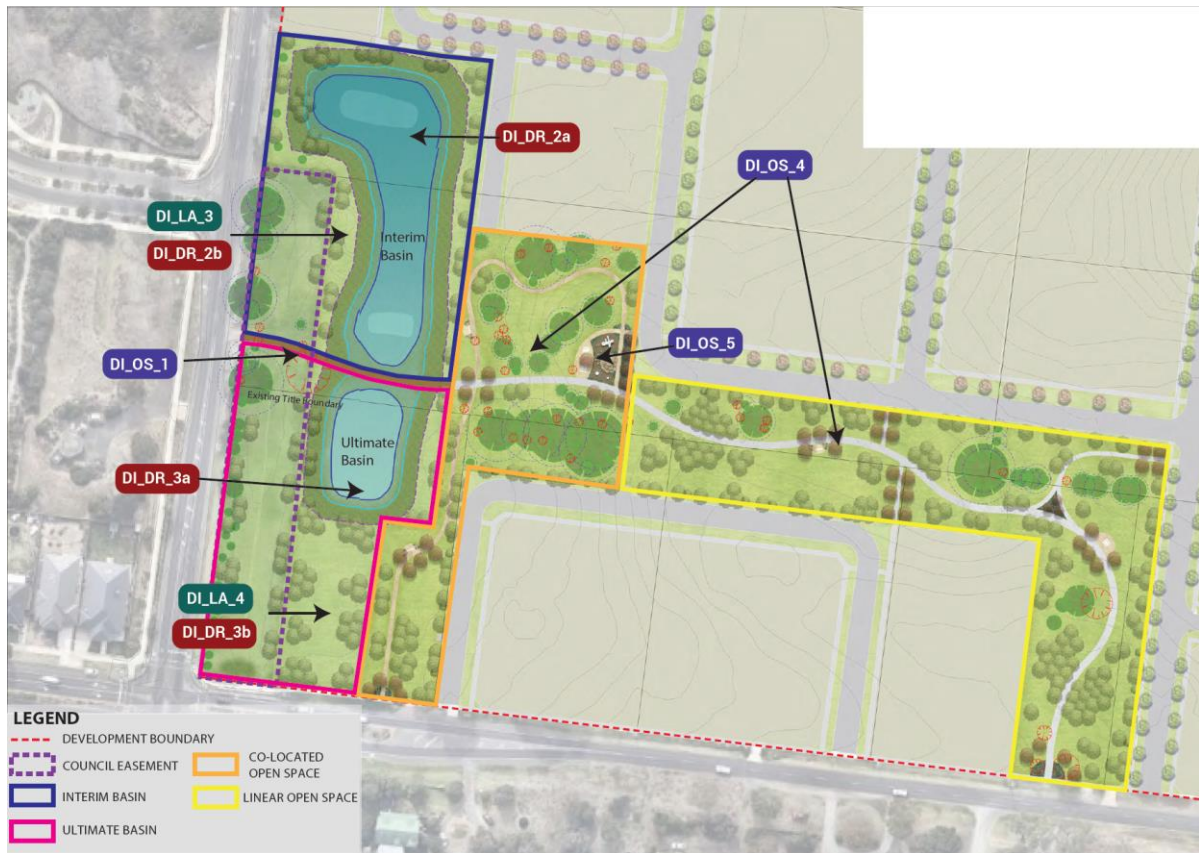 DI_DR_2a
DI_OS_4
DI_LA_3
DI_DR_2b
Interim
Basin
DI_OS_1
DI_OS_5
Existing Title Boundary
Ultimate
Basin
DI_DR_3a
DI_LA_4
DI_DR_3b
LEGEND
DEVELOPMENT BOUNDARY
COUNCIL EASEMENT
CO-LOCATED
OPEN SPACE
INTERIM BASIN
LINEAR OPEN SPACE
ULTIMATE BASIN